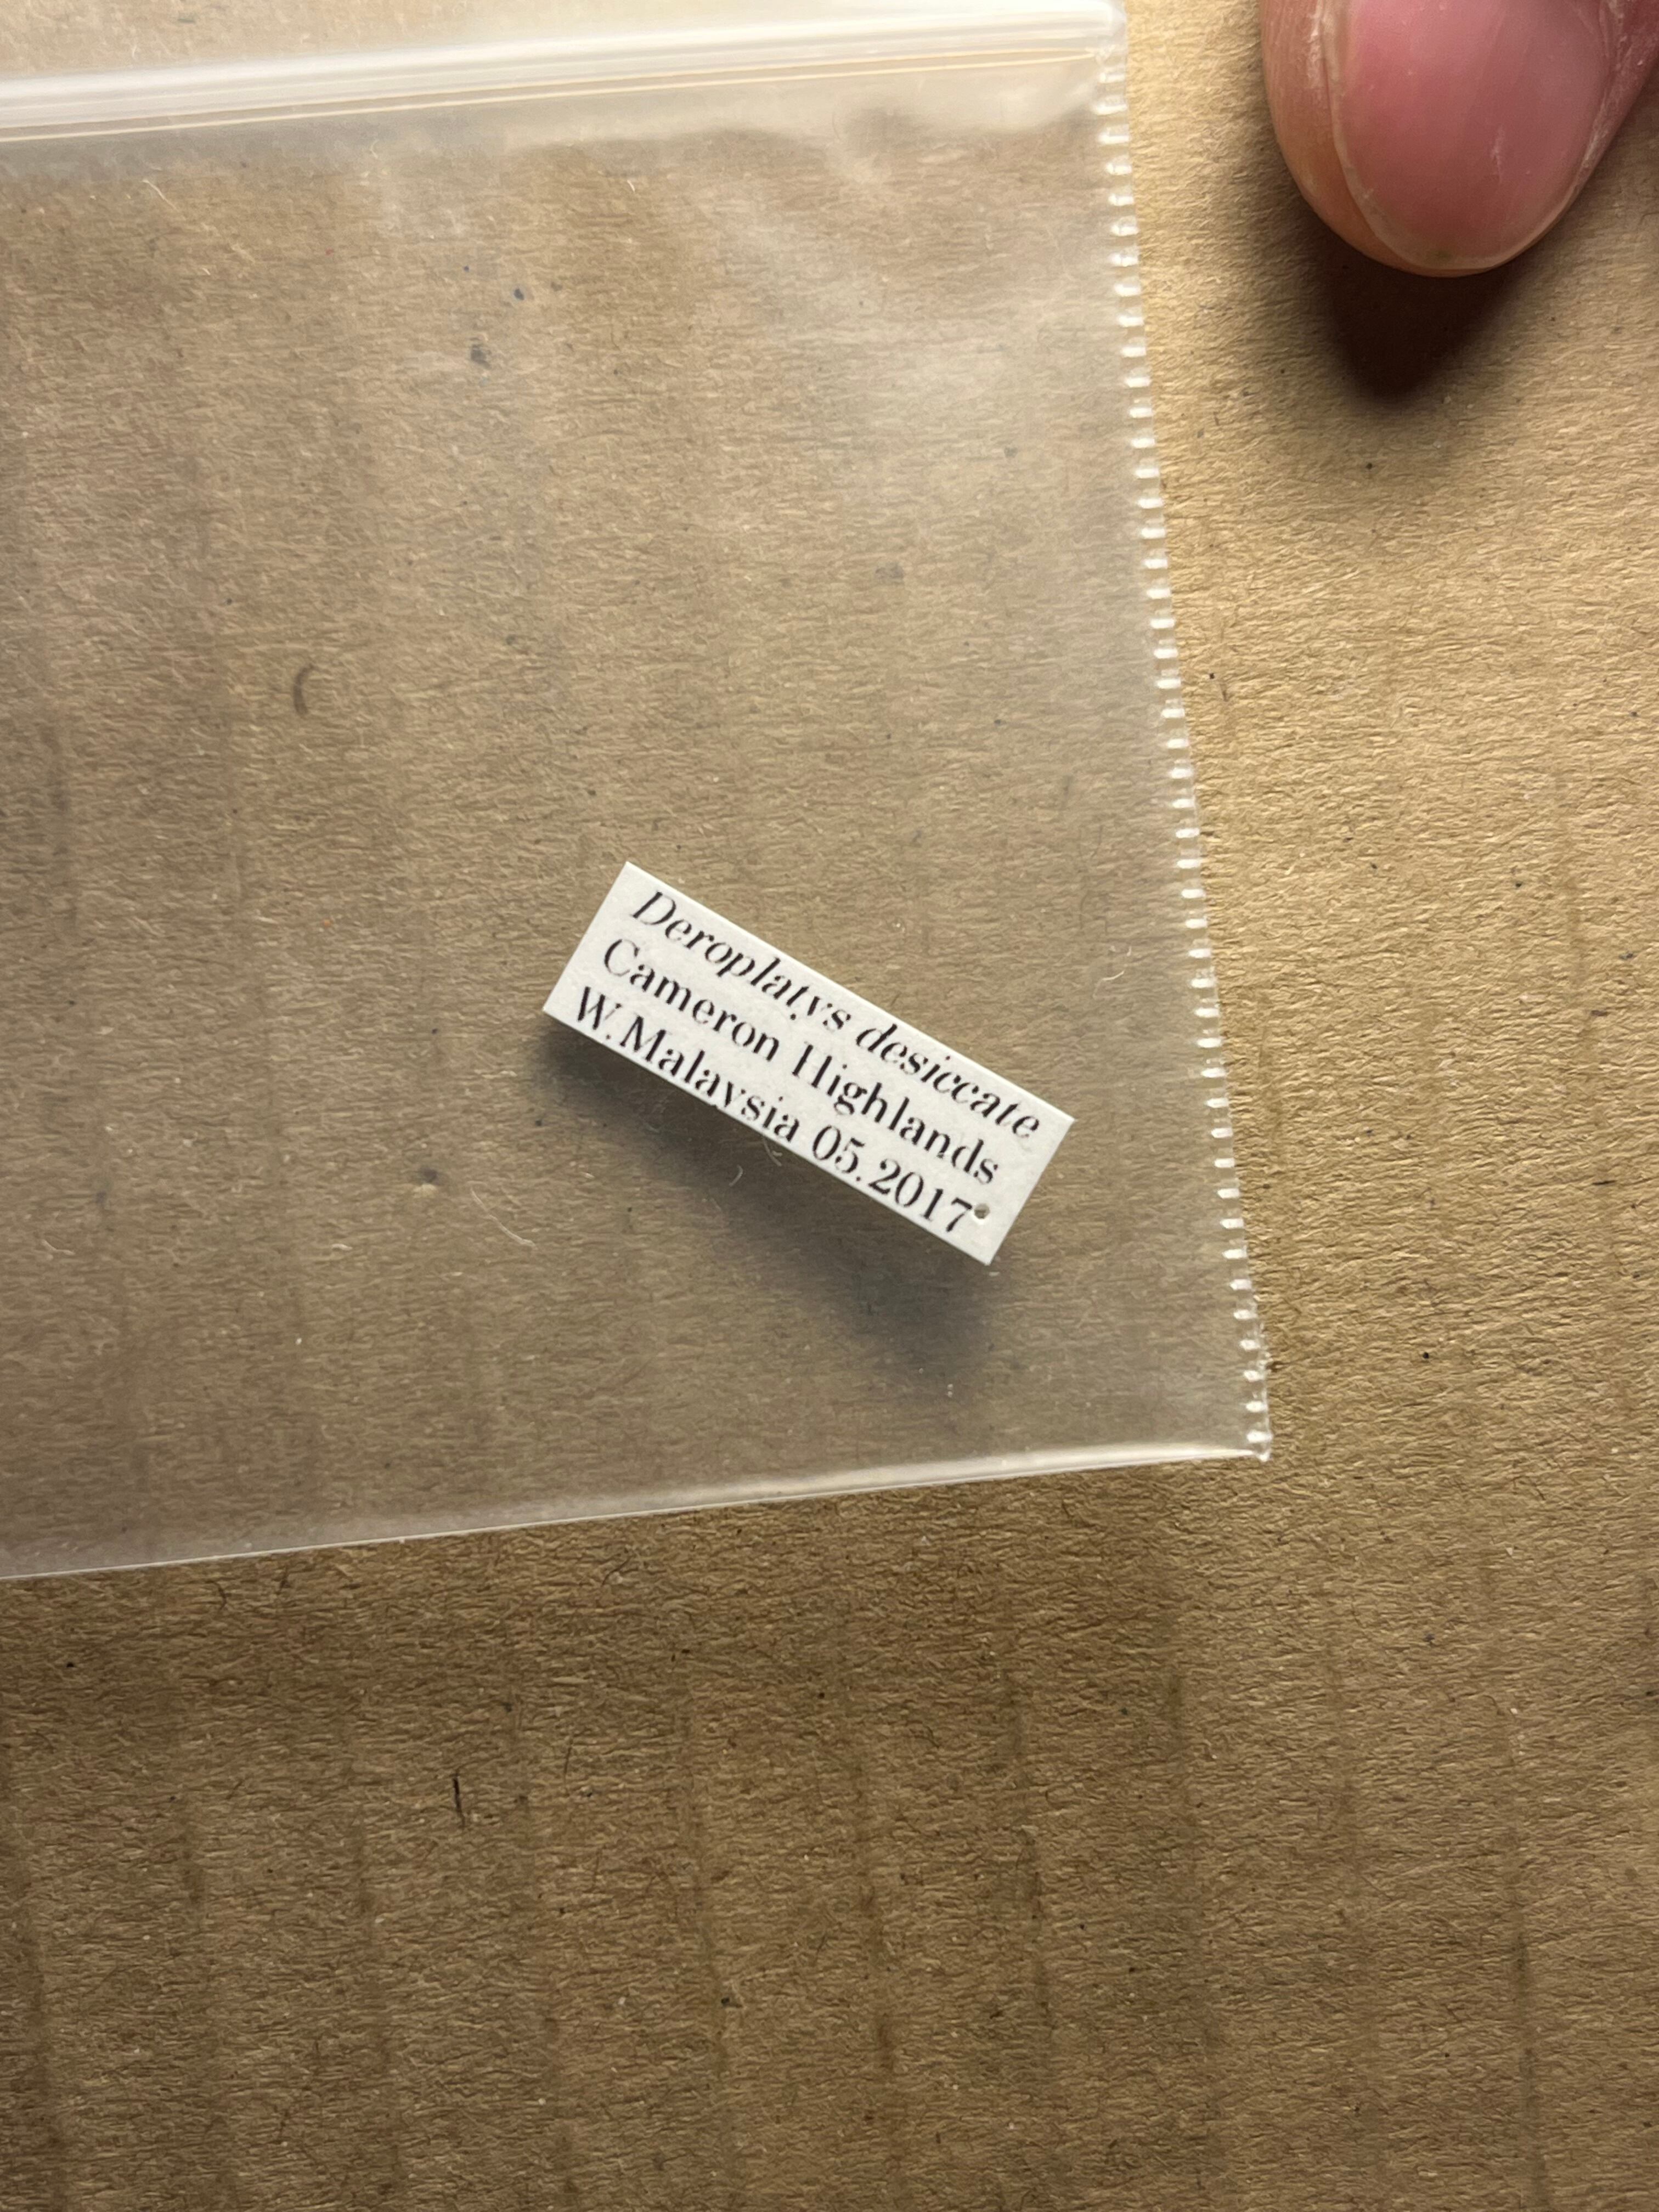 Deroplatys desiccate
Cameron Highlands
W.Malaysia 05.2017